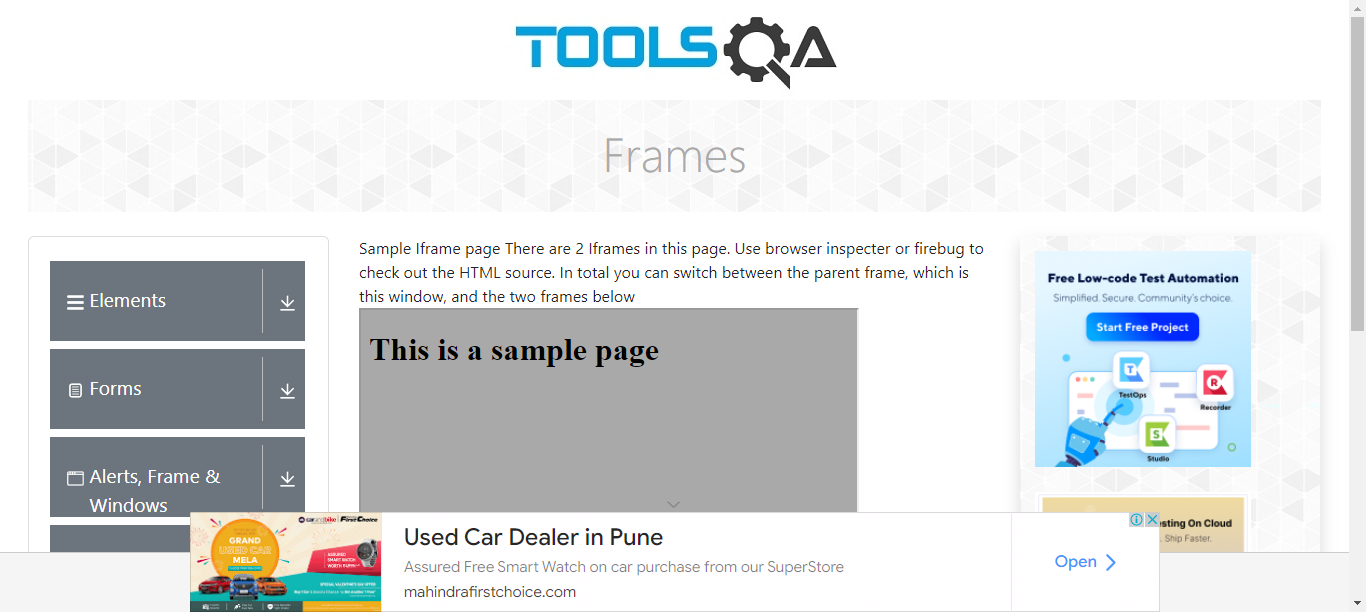 TOOLSQA
Frames
Elements
Forms
Alerts, Frame &
Windows
Sample Iframe page There are 2 Iframes in this page. Use browser inspecter or firebug to
check out the HTML source. In total you can switch between the parent frame, which is
this window, and the two frames below
This is a sample page
Free Low-code Test Automation
Simplified. Secure. Community's choice.
Start Free Project
TestOps
Recorder
Studio
sting On Cloud
. Ship Faster.
GRAND
USED CAR
MELA
ASSURED
SMART WATCH
Used Car Dealer in Pune
Assured Free Smart Watch on car purchase from our SuperStore
mahindrafirstchoice.com
Open